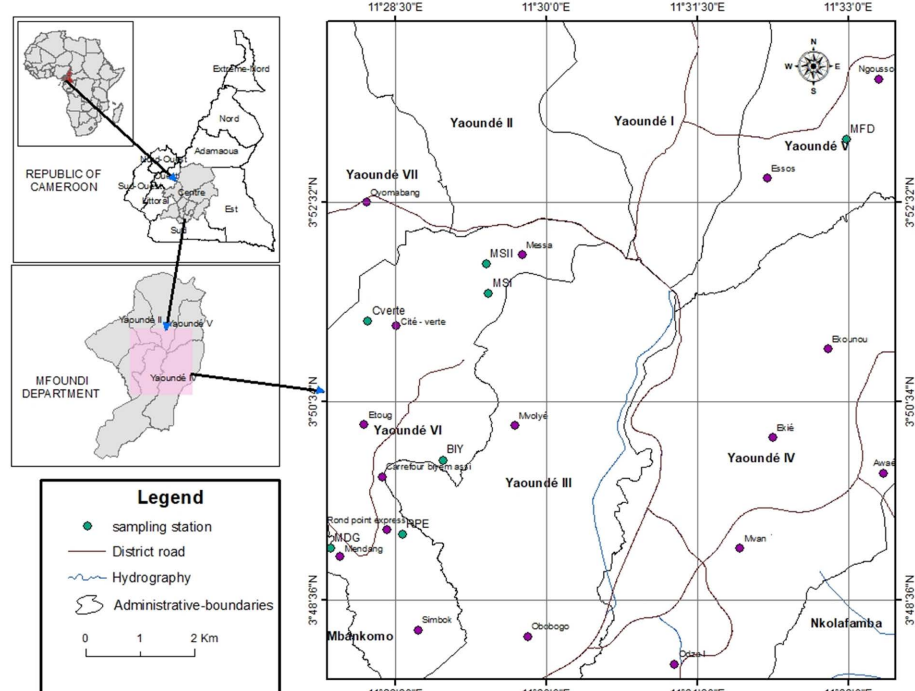 11°28'30"E
11°30'0"E
11°31'30"E
11°33'0"E
Extrême-Nord
Nord
Adamaoua
Nord-Ouest
Sud-Ouest
Littoral
Centre
Est
Sud
REPUBLIC OF
CAMEROON
Yaoundé II
Yaoundé V
Yaoundé IV
MFOUNDI
DEPARTMENT
N
W
E
S
Ngousso
Yaoundé II
Yaoundé I
MFD
Yaoundé V
Essos
Yaoundé VII
Oyomabang
3°52'32"N
3°52'32"N
MSII
Messa
MSI
Cverte
Cité - verte
Ekounou
3°50'34"N
3°50'34"N
Etoug
Yaoundé VI
Mvolyé
Ekié
BIY
Carrefour biyem assi
Yaoundé III
Yaoundé IV
Awaé
Rond point express
RPE
MDG
Mendang
Mvan
3°48'36"N
3°48'36"N
Simbok
Obobogo
Mbankomo
Nkolafamba
Odza I
Legend
sampling station
District road
Hydrography
Administrative-boundaries
0 1 2 Km